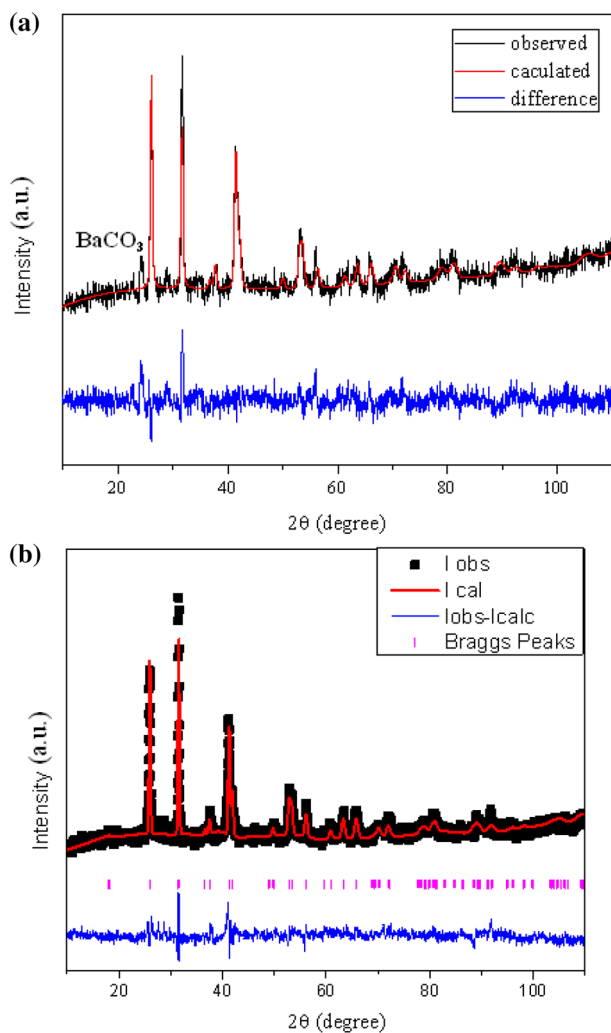 (a)
observed
caculated
difference
BaCO3
Intensity (a.u.)
20 40 60 80 100
2θ (degree)
(b)
I obs
I cal
Iobs-Icalc
Braggs Peaks
Intensity (a.u.)
20 40 60 80 100
2θ (degree)